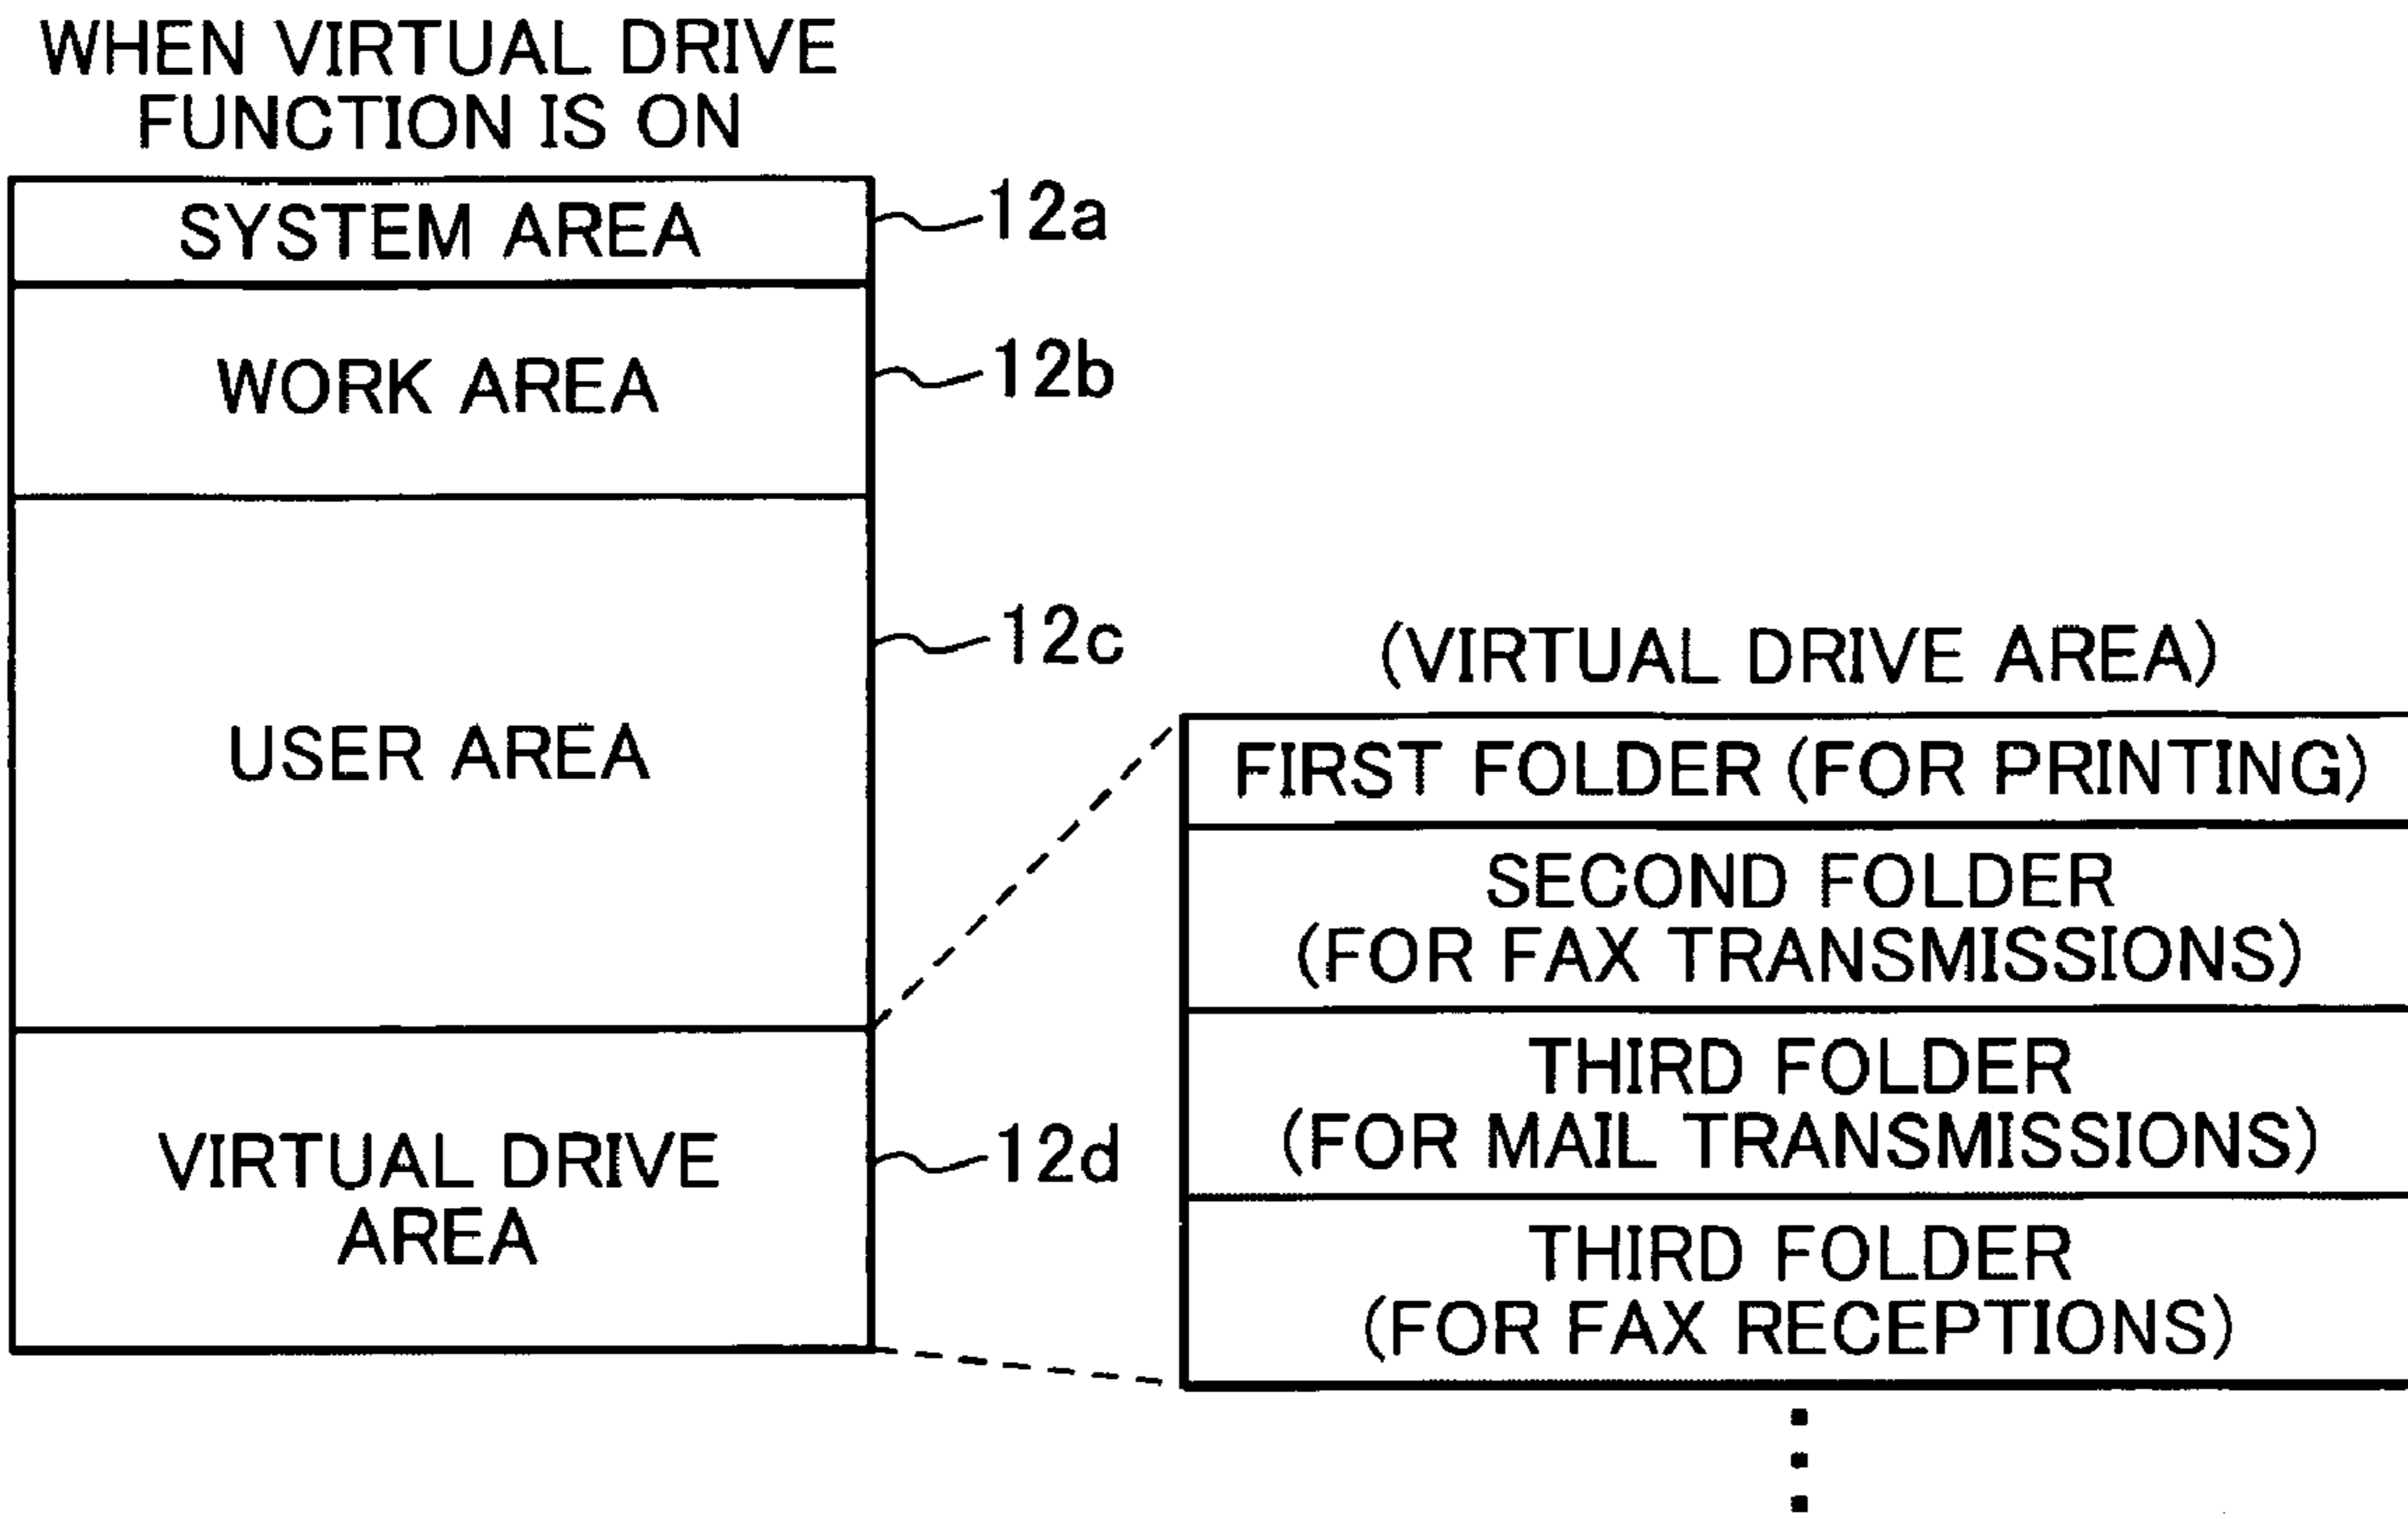 WHEN VIRTUAL DRIVE
FUNCTION IS ON
SYSTEM AREA
12a
WORK AREA
12b
USER AREA
12c
VIRTUAL DRIVE
AREA
12d
(VIRTUAL DRIVE AREA)
FIRST FOLDER (FOR PRINTING)
SECOND FOLDER
(FOR FAX TRANSMISSIONS)
THIRD FOLDER
(FOR MAIL TRANSMISSIONS)
THIRD FOLDER
(FOR FAX RECEPTIONS)